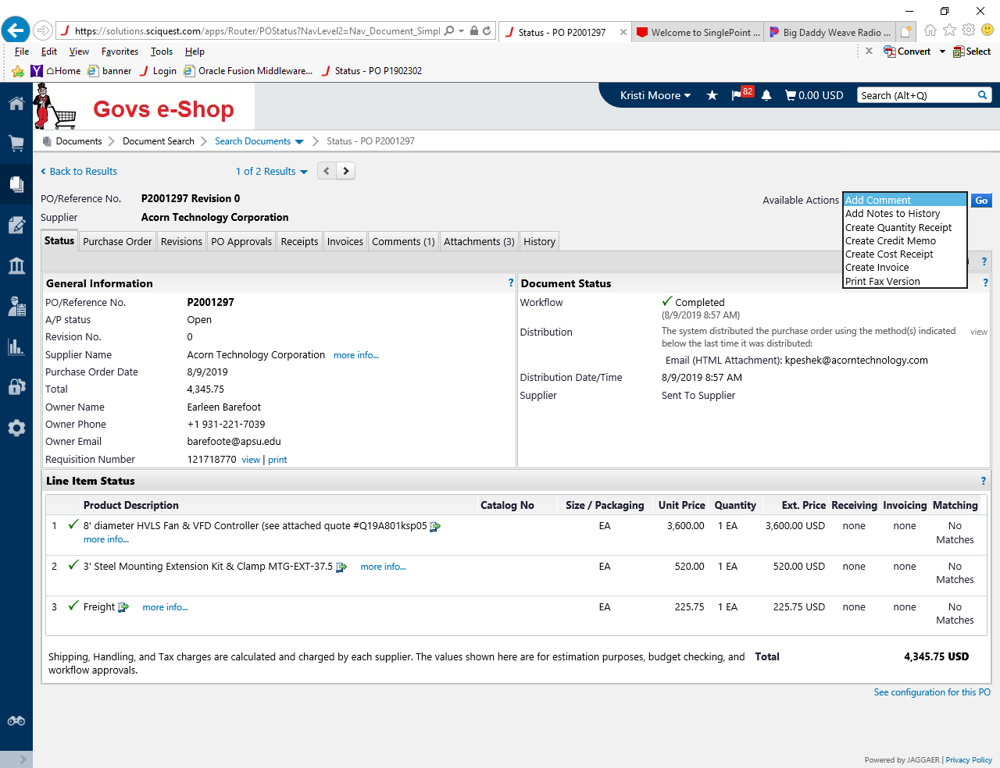 https://solutions.sciquest.com/apps/Router/POStatus?NavLevel2=Nav_Document_Simpl
Status - PO P2001297
Welcome to SinglePoint ...
Big Daddy Weave Radio ...
File Edit View Favorites Tools Help
Convert Select
Home banner Login Oracle Fusion Middleware... Status - PO P1902302
Govs e-Shop
Kristi Moore 82 0.00 USD Search (Alt+Q)
Documents Document Search Search Documents Status - PO P2001297
Back to Results 1 of 2 Results
PO/Reference No. P2001297 Revision 0
Supplier Acorn Technology Corporation
Available Actions Add Comment Go
Add Notes to History
Create Quantity Receipt
Create Credit Memo
Create Cost Receipt
Create Invoice
Print Fax Version
Status Purchase Order Revisions PO Approvals Receipts Invoices Comments (1) Attachments (3) History
?
General Information ?
PO/Reference No. P2001297
A/P status Open
Revision No. 0
Supplier Name Acorn Technology Corporation more info...
Purchase Order Date 8/9/2019
Total 4,345.75
Owner Name Earleen Barefoot
Owner Phone +1 931-221-7039
Owner Email barefoote@apsu.edu
Requisition Number 121718770 view | print
Document Status ?
Workflow Completed
(8/9/2019 8:57 AM)
Distribution The system distributed the purchase order using the method(s) indicated view
below the last time it was distributed:
Email (HTML Attachment): kpeshek@acorntechnology.com
Distribution Date/Time 8/9/2019 8:57 AM
Supplier Sent To Supplier
Line Item Status ?
Product Description Catalog No Size / Packaging Unit Price Quantity Ext. Price Receiving Invoicing Matching
1 8' diameter HVLS Fan & VFD Controller (see attached quote #Q19A801ksp05 EA 3,600.00 1 EA 3,600.00 USD none none No
more info... Matches
2 3' Steel Mounting Extension Kit & Clamp MTG-EXT-37.5 more info... EA 520.00 1 EA 520.00 USD none none No
Matches
3 Freight more info... EA 225.75 1 EA 225.75 USD none none No
Matches
Shipping, Handling, and Tax charges are calculated and charged by each supplier. The values shown here are for estimation purposes, budget checking, and Total 4,345.75 USD
workflow approvals.
See configuration for this PO
Powered by JAGGAER | Privacy Policy